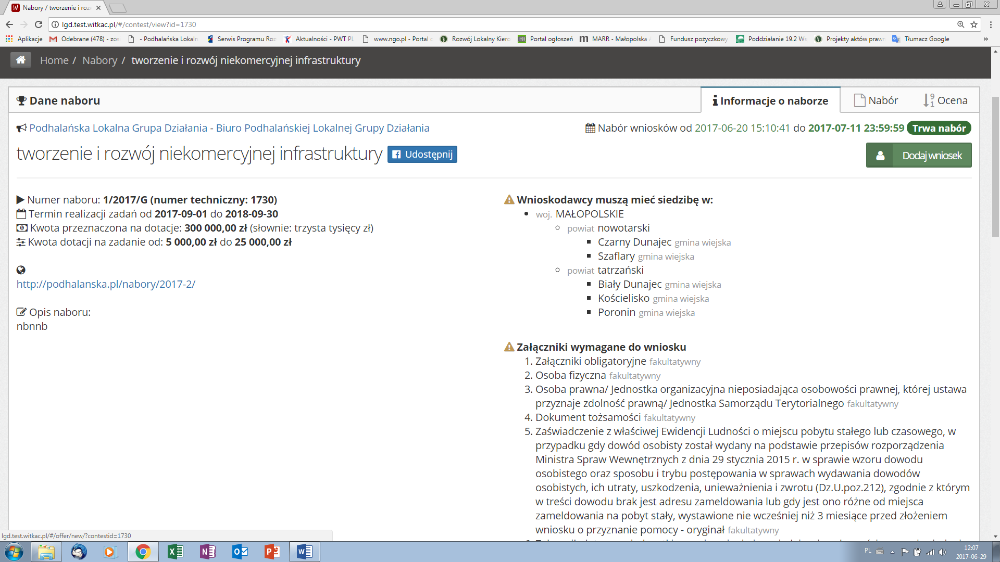 Nabory / tworzenie i roz
lgd.test.witkac.pl/#/contest/view?id=1730
Aplikacje Odebrane (478) - zos - Podhalańska Lokaln Serwis Programu Roz Aktualności - PWT PL www.ngo.pl - Portal Rozwój Lokalny Kiero Portal ogłoszeń MARR - Małopolska Fundusz pożyczkowy Poddziałanie 19.2 Ws Projekty aktów prawn Tłumacz Google »
Home / Nabory / tworzenie i rozwój niekomercyjnej infrastruktury
Dane naboru
Informacje o naborze Nabór Ocena
Podhalańska Lokalna Grupa Działania - Biuro Podhalańskiej Lokalnej Grupy Działania
Nabór wniosków od 2017-06-20 15:10:41 do 2017-07-11 23:59:59 Trwa nabór
tworzenie i rozwój niekomercyjnej infrastruktury Udostępnij
Dodaj wniosek
Numer naboru: 1/2017/G (numer techniczny: 1730)
Termin realizacji zadań od 2017-09-01 do 2018-09-30
Kwota przeznaczona na dotacje: 300 000,00 zł (słownie: trzysta tysięcy zł)
Kwota dotacji na zadanie od: 5 000,00 zł do 25 000,00 zł
http://podhalanska.pl/nabory/2017-2/
Opis naboru:
nbnnb
Wnioskodawcy muszą mieć siedzibę w:
woj. MAŁOPOLSKIE
powiat nowotarski
Czarny Dunajec gmina wiejska
Szaflary gmina wiejska
powiat tatrzański
Biały Dunajec gmina wiejska
Kościelisko gmina wiejska
Poronin gmina wiejska
Załączniki wymagane do wniosku
1. Załączniki obligatoryjne fakultatywny
2. Osoba fizyczna fakultatywny
3. Osoba prawna/ Jednostka organizacyjna nieposiadająca osobowości prawnej, której ustawa
przyznaje zdolność prawną/ Jednostka Samorządu Terytorialnego fakultatywny
4. Dokument tożsamości fakultatywny
5. Zaświadczenie z właściwej Ewidencji Ludności o miejscu pobytu stałego lub czasowego, w
przypadku gdy dowód osobisty został wydany na podstawie przepisów rozporządzenia
Ministra Spraw Wewnętrznych z dnia 29 stycznia 2015 r. w sprawie wzoru dowodu
osobistego oraz sposobu i trybu postępowania w sprawach wydawania dowodów
osobistych, ich utraty, uszkodzenia, unieważnienia i zwrotu (Dz.U.poz.212), zgodnie z którym
w treści dowodu brak jest adresu zameldowania lub gdy jest ono różne od miejsca
zameldowania na pobyt stały, wystawione nie wcześniej niż 3 miesiące przed złożeniem
wniosku o przyznanie pomocy - oryginał fakultatywny
lgd.test.witkac.pl/#/offer/new/?contestid=1730
PL
12:07
2017-06-29